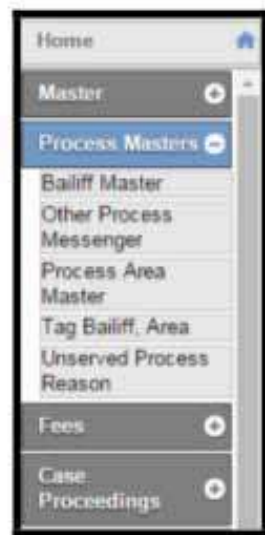 Home
Master
Process Masters
Bailiff Master
Other Process
Messenger
Process Area
Master
Tag Bailiff, Area
Unserved Process
Reason
Fees
Case
Proceedings